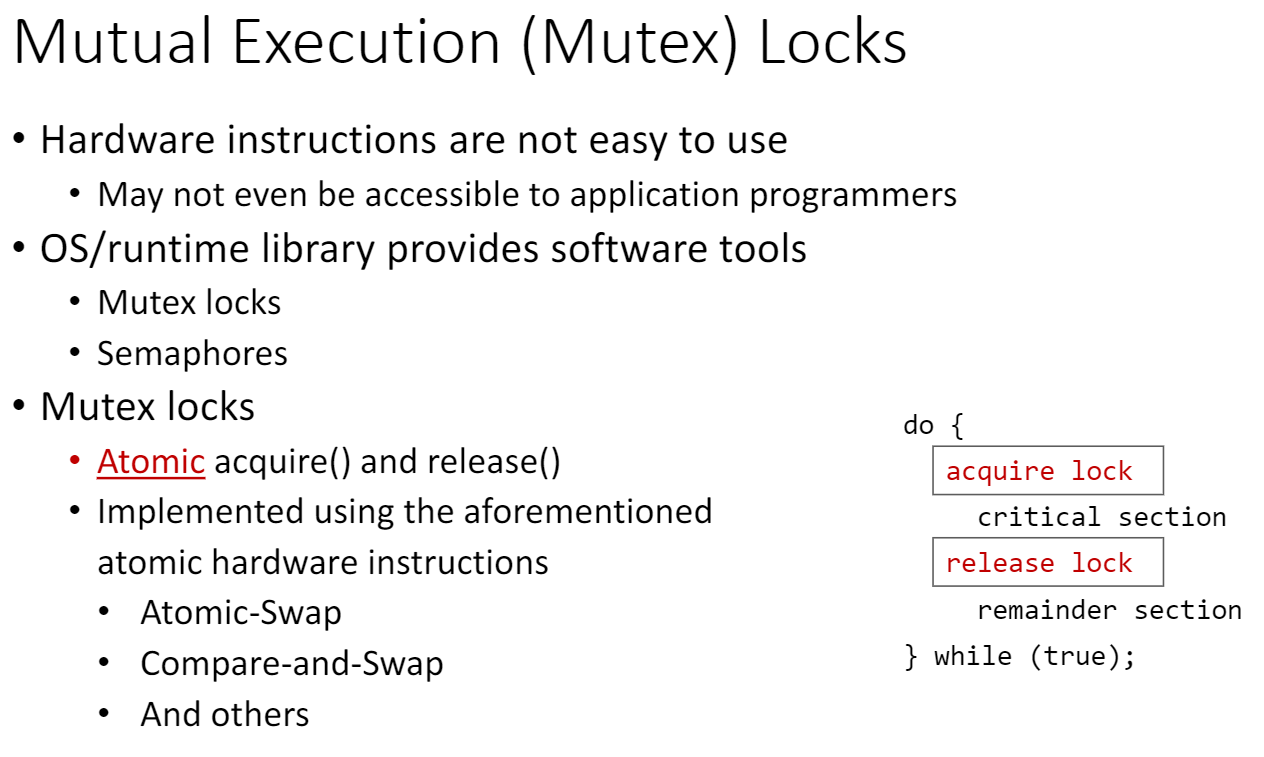 Mutual Execution (Mutex) Locks
• Hardware instructions are not easy to use
• May not even be accessible to application programmers
• OS/runtime library provides software tools
• Mutex locks
• Semaphores
• Mutex locks
• Atomic acquire() and release()
• Implemented using the aforementioned
atomic hardware instructions
• Atomic-Swap
• Compare-and-Swap
• And others
do {
acquire lock
critical section
release lock
remainder section
} while (true);